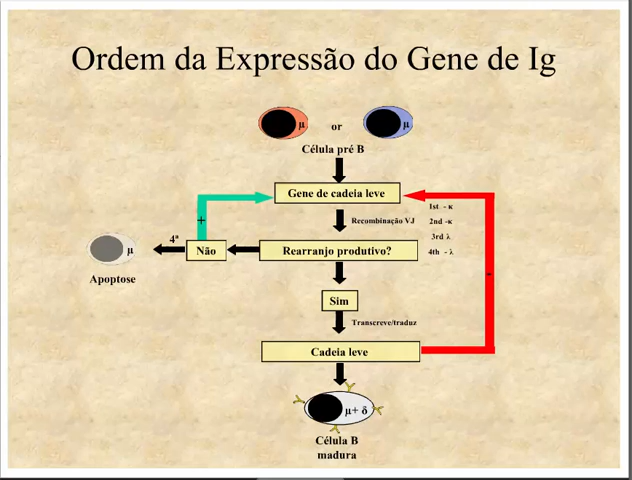 Ordem da Expressão do Gene de Ig
μ
or
μ
Célula pré B
Gene de cadeia leve
Recombinação VJ
1st - κ
2nd -κ
3rd λ
4th - λ
+
-
Rearranjo produtivo?
Não
4ª
μ
Apoptose
Sim
Transcreve/traduz
Cadeia leve
μ+ δ
Célula B
madura